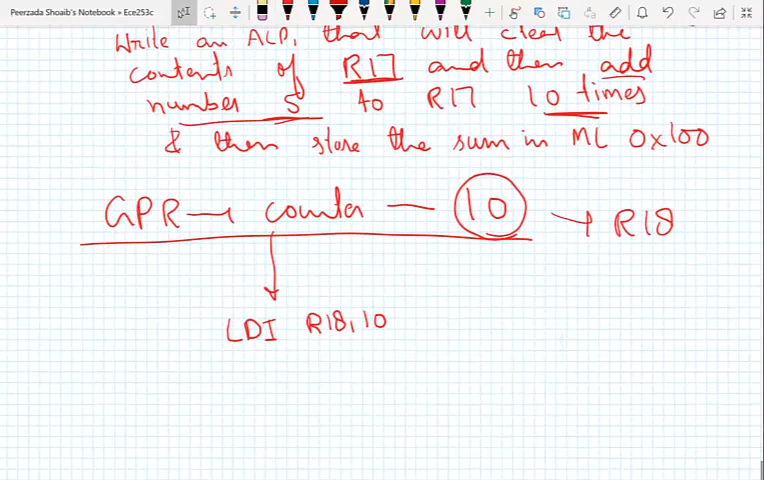 Peerzada Shoaib's Notebook » Ece253c
Write an ALP, that will clear the
contents of R17 and then add
number 5 to R17 10 times
& then store the sum in ML 0x100
GPR → counter — 10 → R18
LDI R18,10